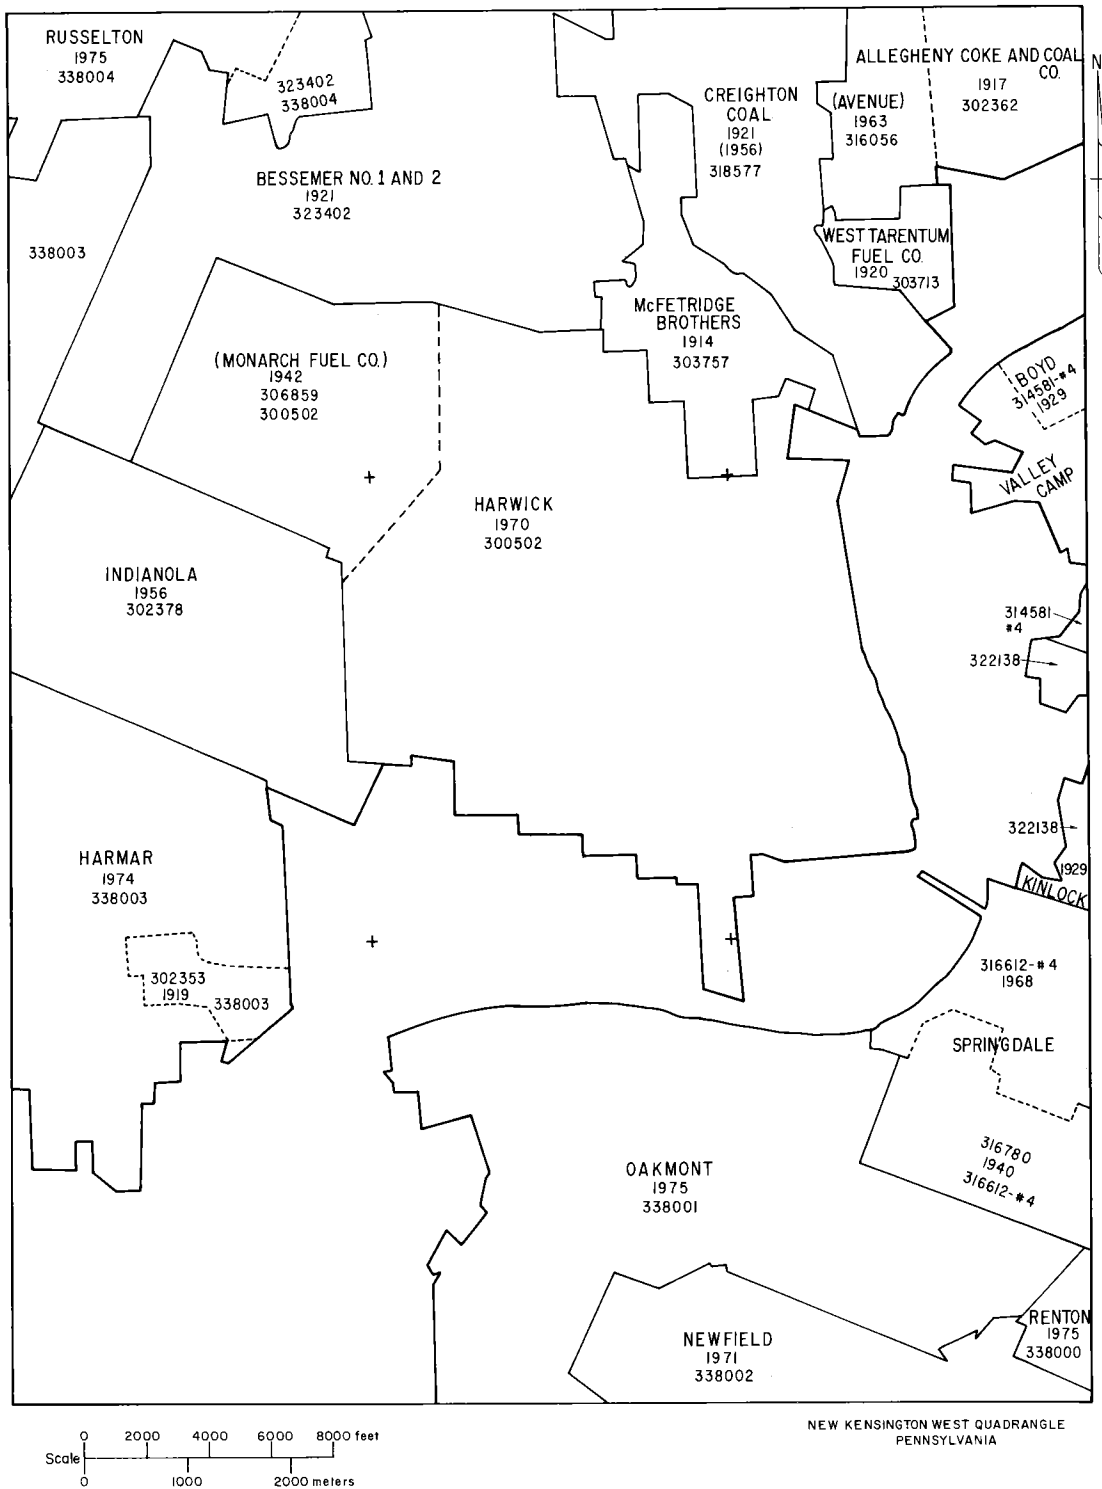 RUSSELTON
1975
338004
323402
338004
CREIGHTON
COAL
1921
(1956)
318577
(AVENUE)
1963
316056
ALLEGHENY COKE AND COAL
CO.
1917
302362
N
BESSEMER NO. 1 AND 2
1921
323402
338003
WEST TARENTUM
FUEL CO.
1920 303713
McFETRIDGE
BROTHERS
1914
303757
(MONARCH FUEL CO.)
1942
306859
300502
BOYD
314581-#4
1929
VALLEY
CAMP
HARWICK
1970
300502
INDIANOLA
1956
302378
314581
#4
322138
322138
1929
KINLOCK
HARMAR
1974
338003
302353
1919
338003
316612-#4
1968
SPRINGDALE
316780
1940
316612-#4
OAKMONT
1975
338001
NEWFIELD
1971
338002
RENTON
1975
338000
0 2000 4000 6000 8000 feet
Scale
0 1000 2000 meters
NEW KENSINGTON WEST QUADRANGLE
PENNSYLVANIA